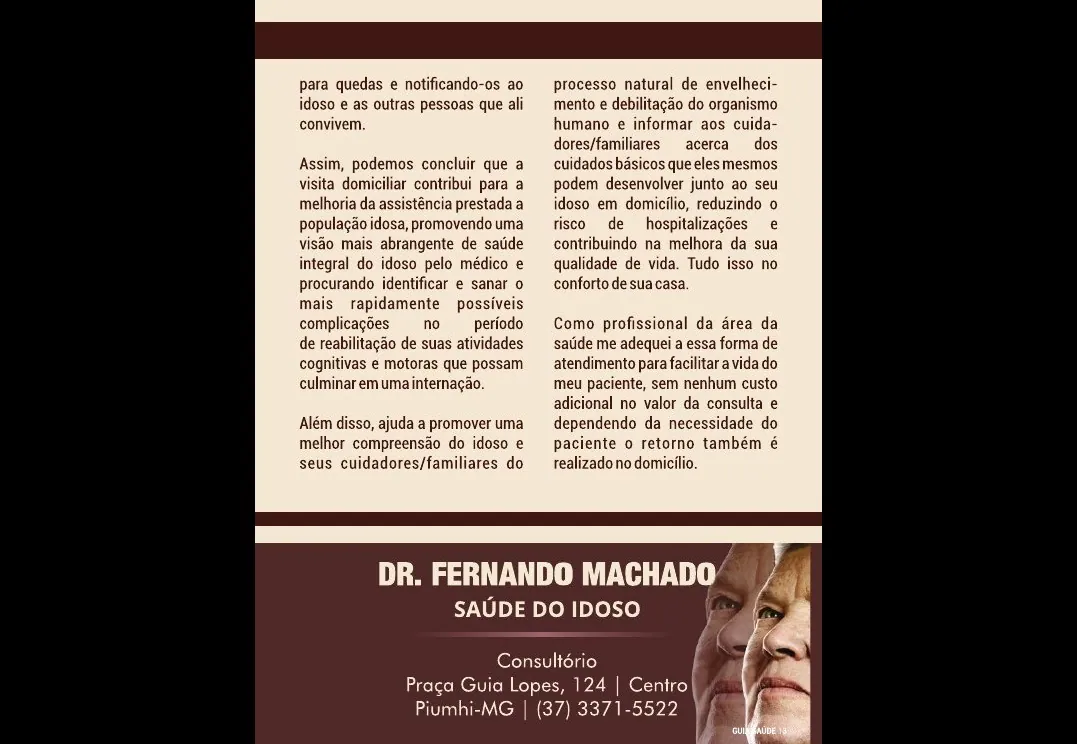 para quedas e notificando-os ao
idoso e as outras pessoas que ali
convivem.
Assim, podemos concluir que a
visita domiciliar contribui para a
melhoria da assistência prestada a
população idosa, promovendo uma
visão mais abrangente de saúde
integral do idoso pelo médico e
procurando identificar e sanar o
mais rapidamente possíveis
complicações no período
de reabilitação de suas atividades
cognitivas e motoras que possam
culminar em uma internação.
Além disso, ajuda a promover uma
melhor compreensão do idoso e
seus cuidadores/familiares do
processo natural de envelheci-
mento e debilitação do organismo
humano e informar aos cuida-
dores/familiares acerca dos
cuidados básicos que eles mesmos
podem desenvolver junto ao seu
idoso em domicílio, reduzindo o
risco de hospitalizações e
contribuindo na melhora da sua
qualidade de vida. Tudo isso no
conforto de sua casa.
Como profissional da área da
saúde me adequei a essa forma de
atendimento para facilitar a vida do
meu paciente, sem nenhum custo
adicional no valor da consulta e
dependendo da necessidade do
paciente o retorno também é
realizado no domicílio.
DR. FERNANDO MACHADO
SAÚDE DO IDOSO
Consultório
Praça Guia Lopes, 124 | Centro
Piumhi-MG | (37) 3371-5522
GUIA SAÚDE